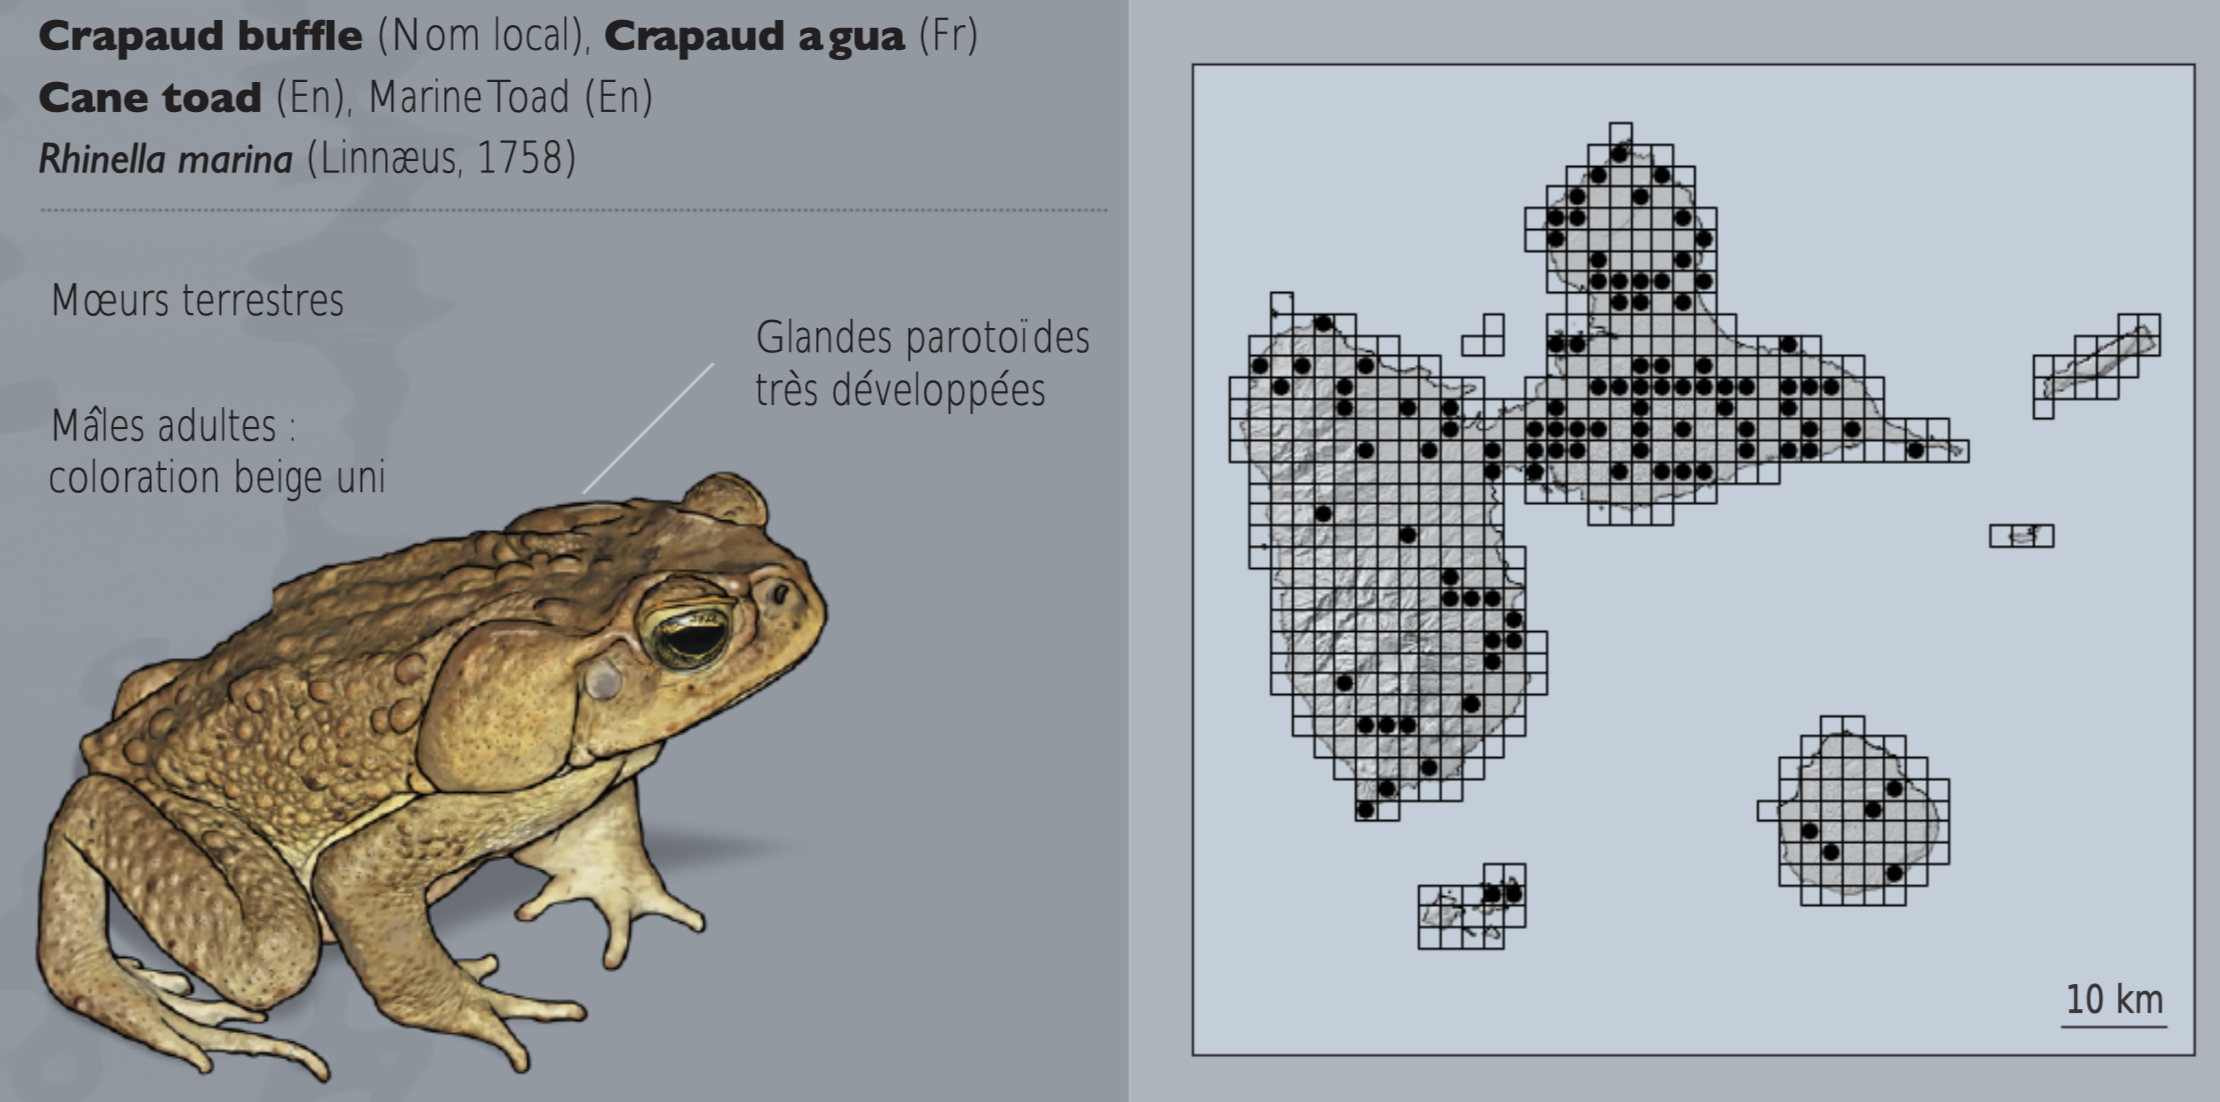 Crapaud buffle (Nom local), Crapaud agua (Fr)
Cane toad (En), Marine Toad (En)
Rhinella marina (Linnæus, 1758)
Mœurs terrestres
Glandes parotoïdes
très développées
Mâles adultes :
coloration beige uni
10 km